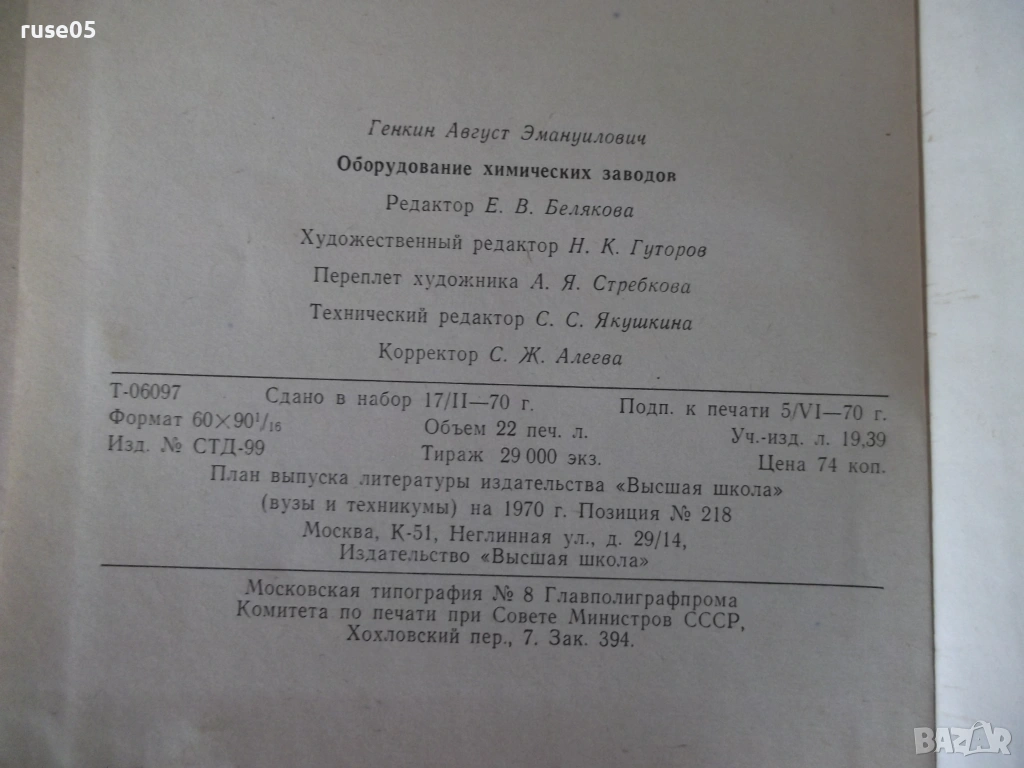 ruse05
Генкин Август Эмануилович
Оборудование химических заводов
Редактор Е. В. Белякова
Художественный редактор Н. К. Гуторов
Переплет художника А. Я. Стребкова
Технический редактор С. С. Якушкина
Корректор С. Ж. Алеева
Т-06097 Сдано в набор 17/II—70 г. Подп. к печати 5/VI—70 г.
Формат 60×90¹/₁₆ Объем 22 печ. л. Уч.-изд. л. 19,39
Изд. № СТД-99 Тираж 29 000 экз. Цена 74 коп.
План выпуска литературы издательства «Высшая школа»
(вузы и техникумы) на 1970 г. Позиция № 218
Москва, К-51, Неглинная ул., д. 29/14,
Издательство «Высшая школа»
Московская типография № 8 Главполиграфпрома
Комитета по печати при Совете Министров СССР,
Хохловский пер., 7. Зак. 394.
BAZAR